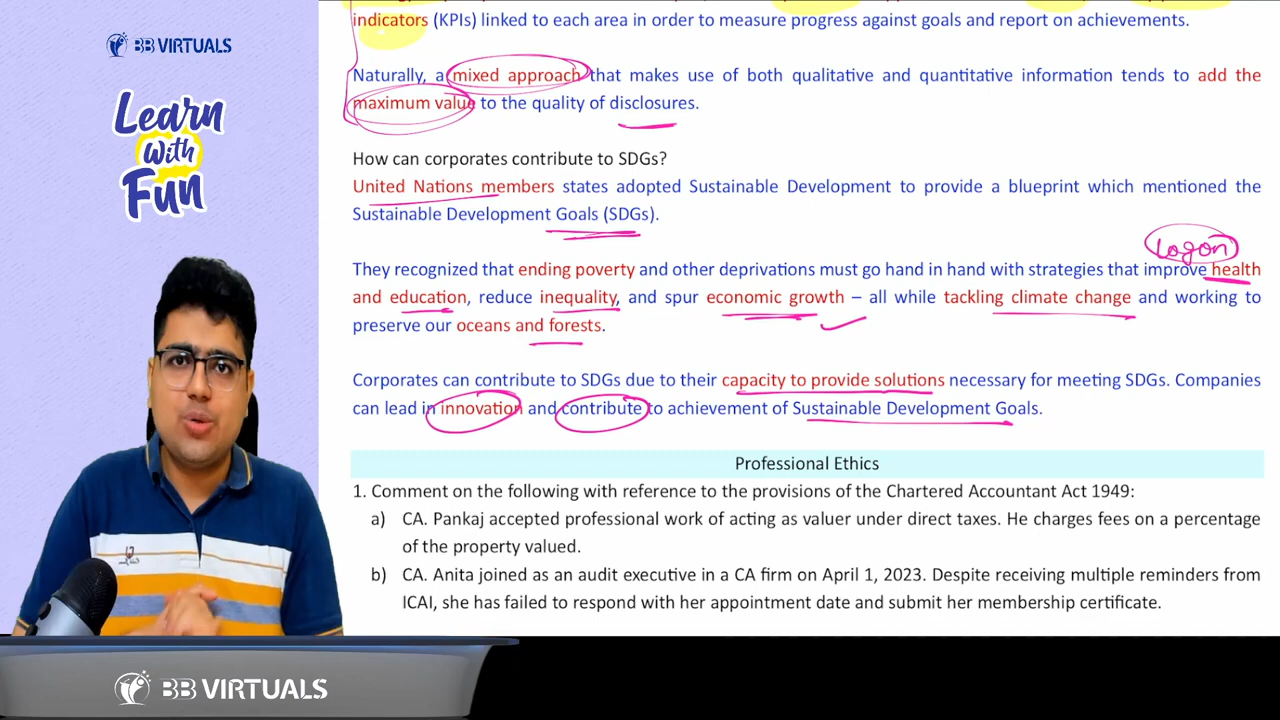 BB VIRTUALS
Learn
With
Fun
indicators (KPIs) linked to each area in order to measure progress against goals and report on achievements.
Naturally, a mixed approach that makes use of both qualitative and quantitative information tends to add the
maximum value to the quality of disclosures.
How can corporates contribute to SDGs?
United Nations members states adopted Sustainable Development to provide a blueprint which mentioned the
Sustainable Development Goals (SDGs).
logon
They recognized that ending poverty and other deprivations must go hand in hand with strategies that improve health
and education, reduce inequality, and spur economic growth – all while tackling climate change and working to
preserve our oceans and forests.
Corporates can contribute to SDGs due to their capacity to provide solutions necessary for meeting SDGs. Companies
can lead in innovation and contribute to achievement of Sustainable Development Goals.
Professional Ethics
1. Comment on the following with reference to the provisions of the Chartered Accountant Act 1949:
a) CA. Pankaj accepted professional work of acting as valuer under direct taxes. He charges fees on a percentage
of the property valued.
b) CA. Anita joined as an audit executive in a CA firm on April 1, 2023. Despite receiving multiple reminders from
ICAI, she has failed to respond with her appointment date and submit her membership certificate.
BB VIRTUALS